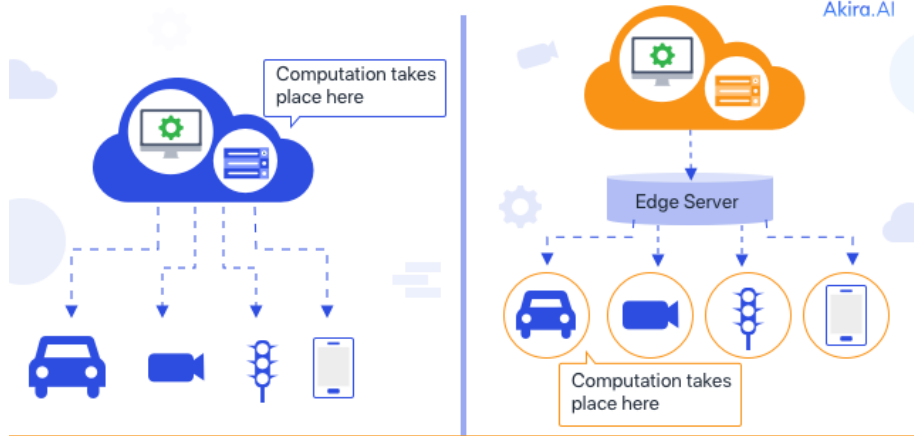 Akira.AI
Computation takes
place here
Edge Server
Computation takes
place here